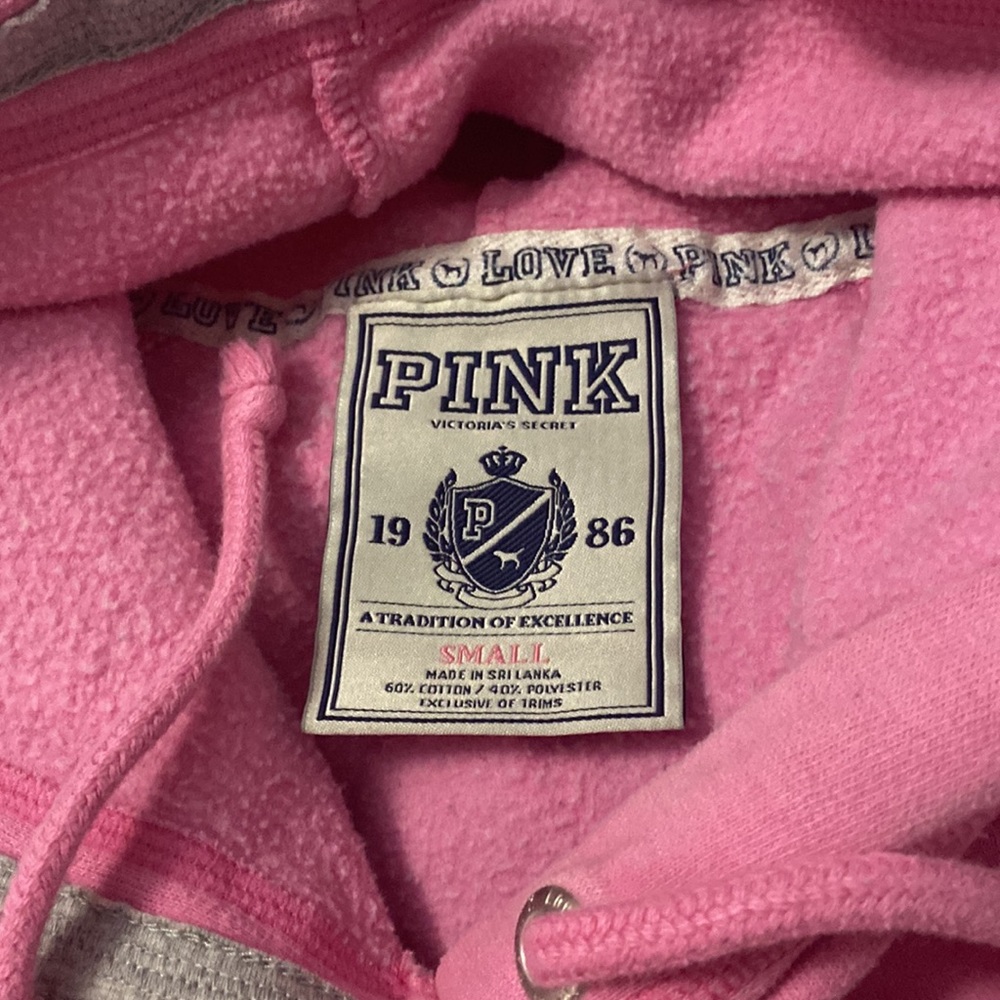 LOVE PINK LOVE PINK
PINK
VICTORIA'S SECRET
P
19 86
A TRADITION OF EXCELLENCE
SMALL
MADE IN SRI LANKA
60% COTTON / 40% POLYESTER
EXCLUSIVE OF TRIMS